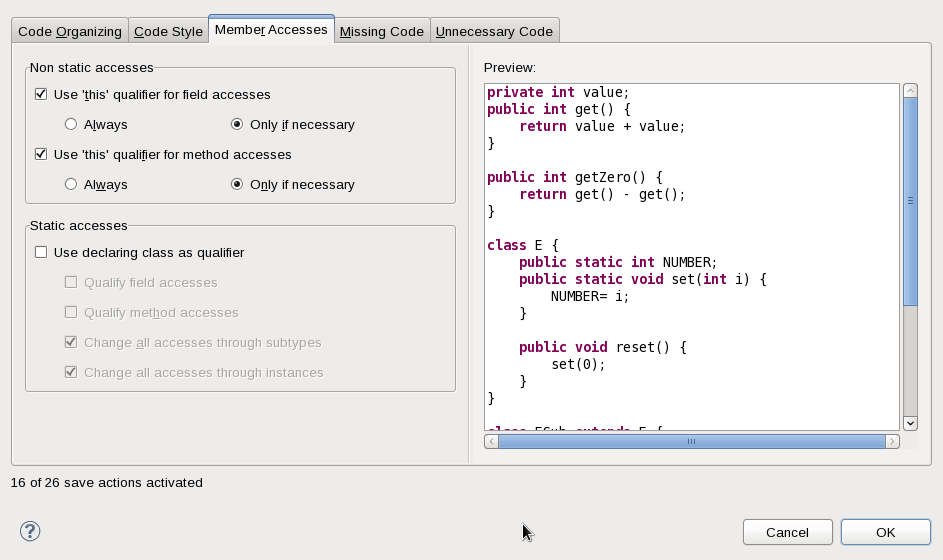 Code Organizing Code Style Member Accesses Missing Code Unnecessary Code
Non static accesses
Use 'this' qualifier for field accesses
Always Only if necessary
Use 'this' qualifier for method accesses
Always Only if necessary
Static accesses
Use declaring class as qualifier
Qualify field accesses
Qualify method accesses
Change all accesses through subtypes
Change all accesses through instances
Preview:
private int value;
public int get() {
    return value + value;
}
public int getZero() {
    return get() - get();
}
class E {
    public static int NUMBER;
    public static void set(int i) {
        NUMBER= i;
    }
    public void reset() {
        set(0);
    }
}
class ESub extends E {
16 of 26 save actions activated
?
Cancel OK